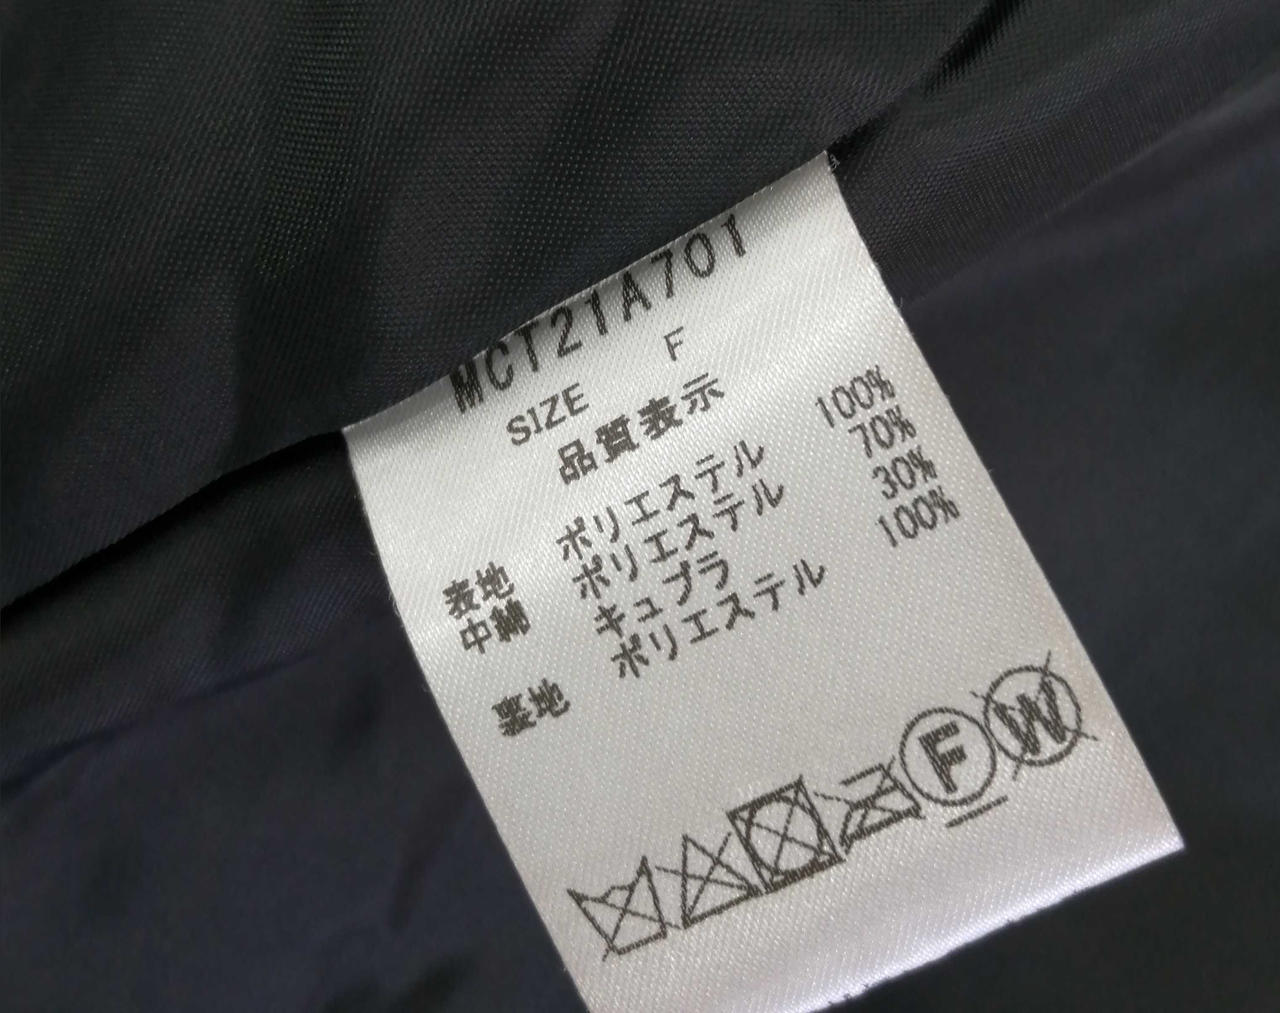 MCT21A701
SIZE F
品質表示
表地 ポリエステル 100%
中綿 ポリエステル 70%
キュプラ 30%
裏地 ポリエステル 100%
F W